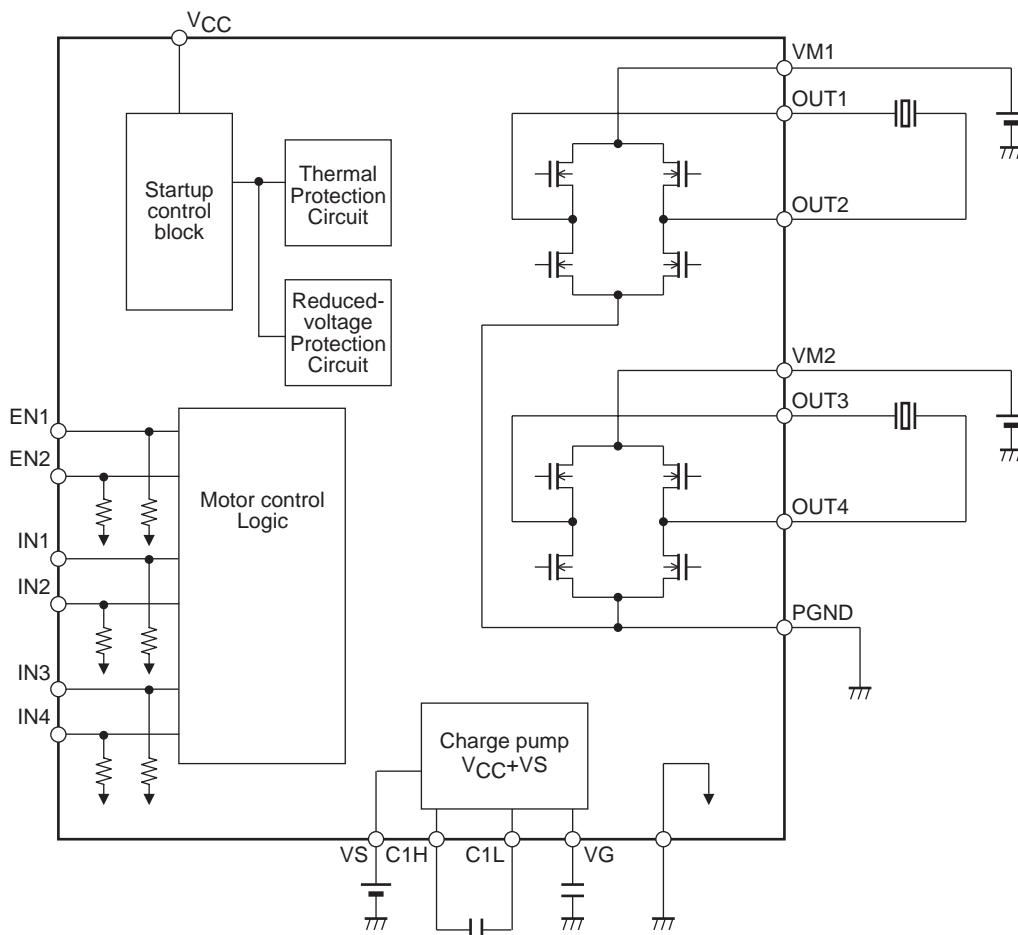 VCC
VM1
OUT1
Thermal
Protection
Circuit
Startup
control
block
OUT2
Reduced-
voltage
Protection
Circuit
VM2
OUT3
EN1
EN2
Motor control
Logic
OUT4
IN1
IN2
PGND
IN3
IN4
Charge pump
VCC+VS
VS
C1H
C1L
VG